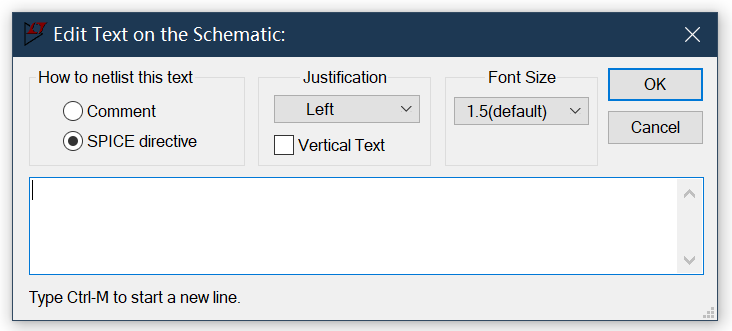 Edit Text on the Schematic:
How to netlist this text
Comment
SPICE directive
Justification
Left
Vertical Text
Font Size
1.5(default)
OK
Cancel
Type Ctrl-M to start a new line.